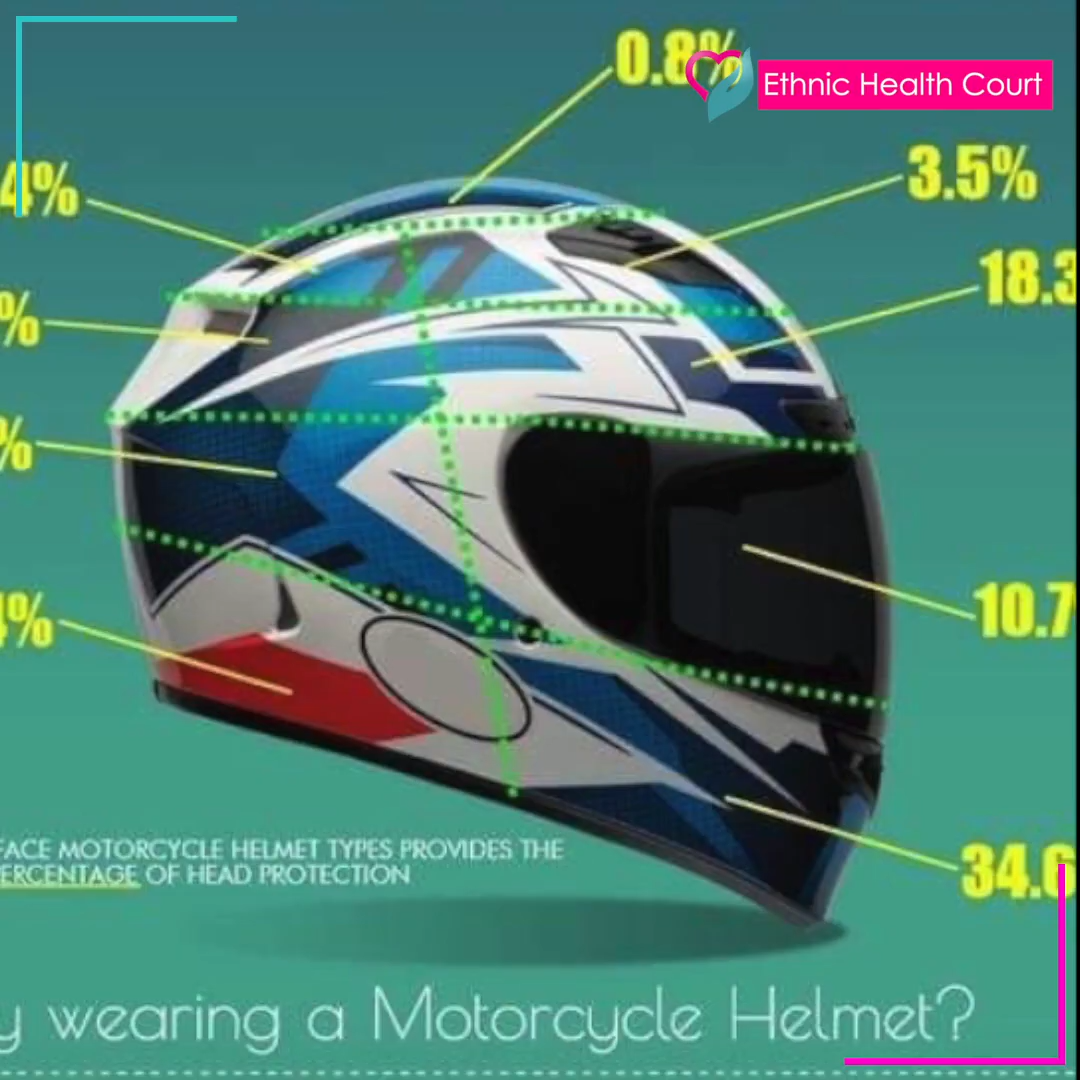 0.8%
Ethnic Health Court
4%
3.5%
18.3
%
%
10.7
4%
FACE MOTORCYCLE HELMET TYPES PROVIDES THE
ERCENTAGE OF HEAD PROTECTION
34.6
y wearing a Motorcycle Helmet?